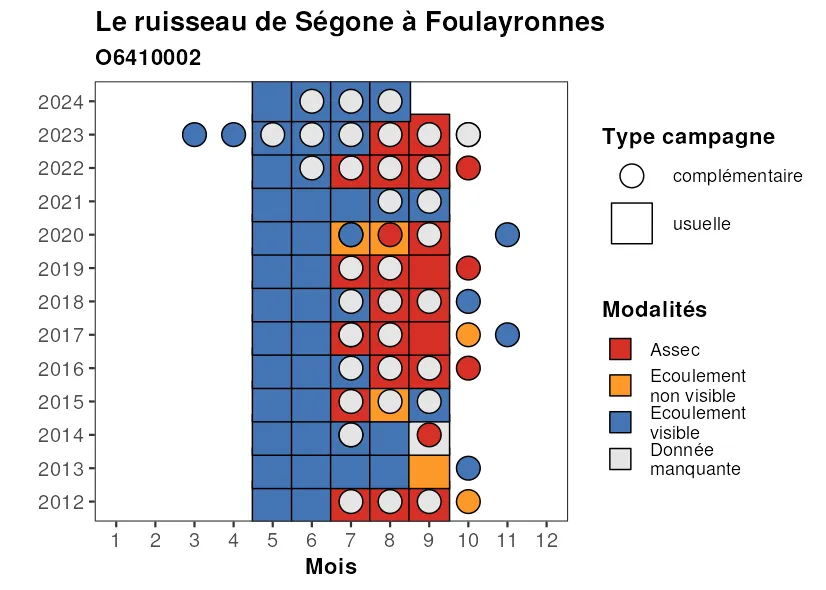 Le ruisseau de Ségone à Foulayronnes
O6410002
2024
2023
2022
2021
2020
2019
2018
2017
2016
2015
2014
2013
2012
1 2 3 4 5 6 7 8 9 10 11 12
Mois
Type campagne
complémentaire
usuelle
Modalités
Assec
Ecoulement
non visible
Ecoulement
visible
Donnée
manquante